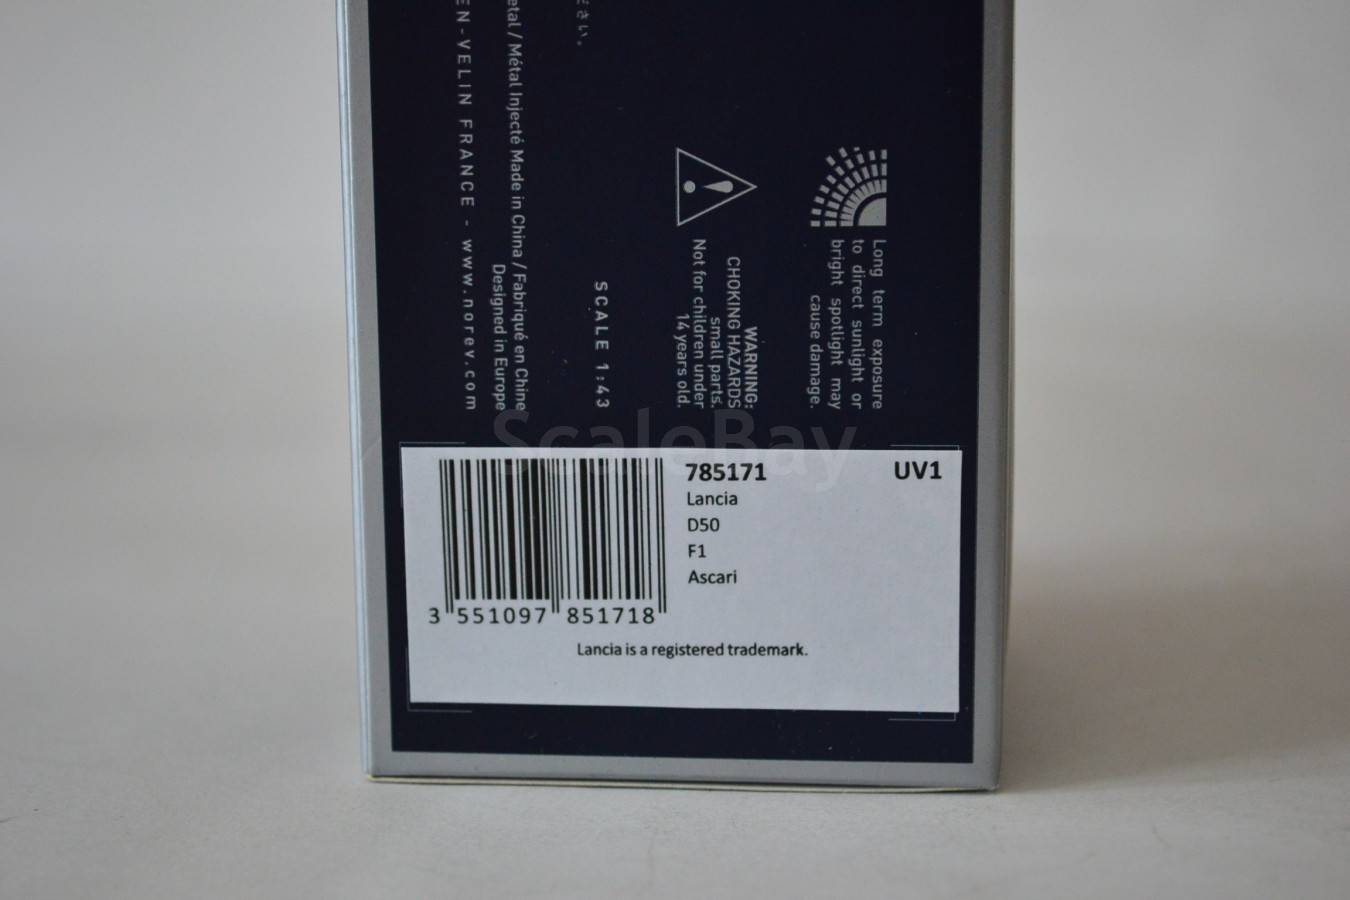 Long term exposure
to direct sunlight or
bright spotlight may
cause damage.
WARNING:
CHOKING HAZARDS
small parts.
Not for children under
14 years old.
SCALE 1:43
ださい。
/ Métal Injecté Made in China / Fabriqué en Chine
Designed in Europe
EN-VELIN FRANCE - www.norev.com
ScaleBay
785171
UV1
Lancia
D50
F1
Ascari
3 551097 851718
Lancia is a registered trademark.